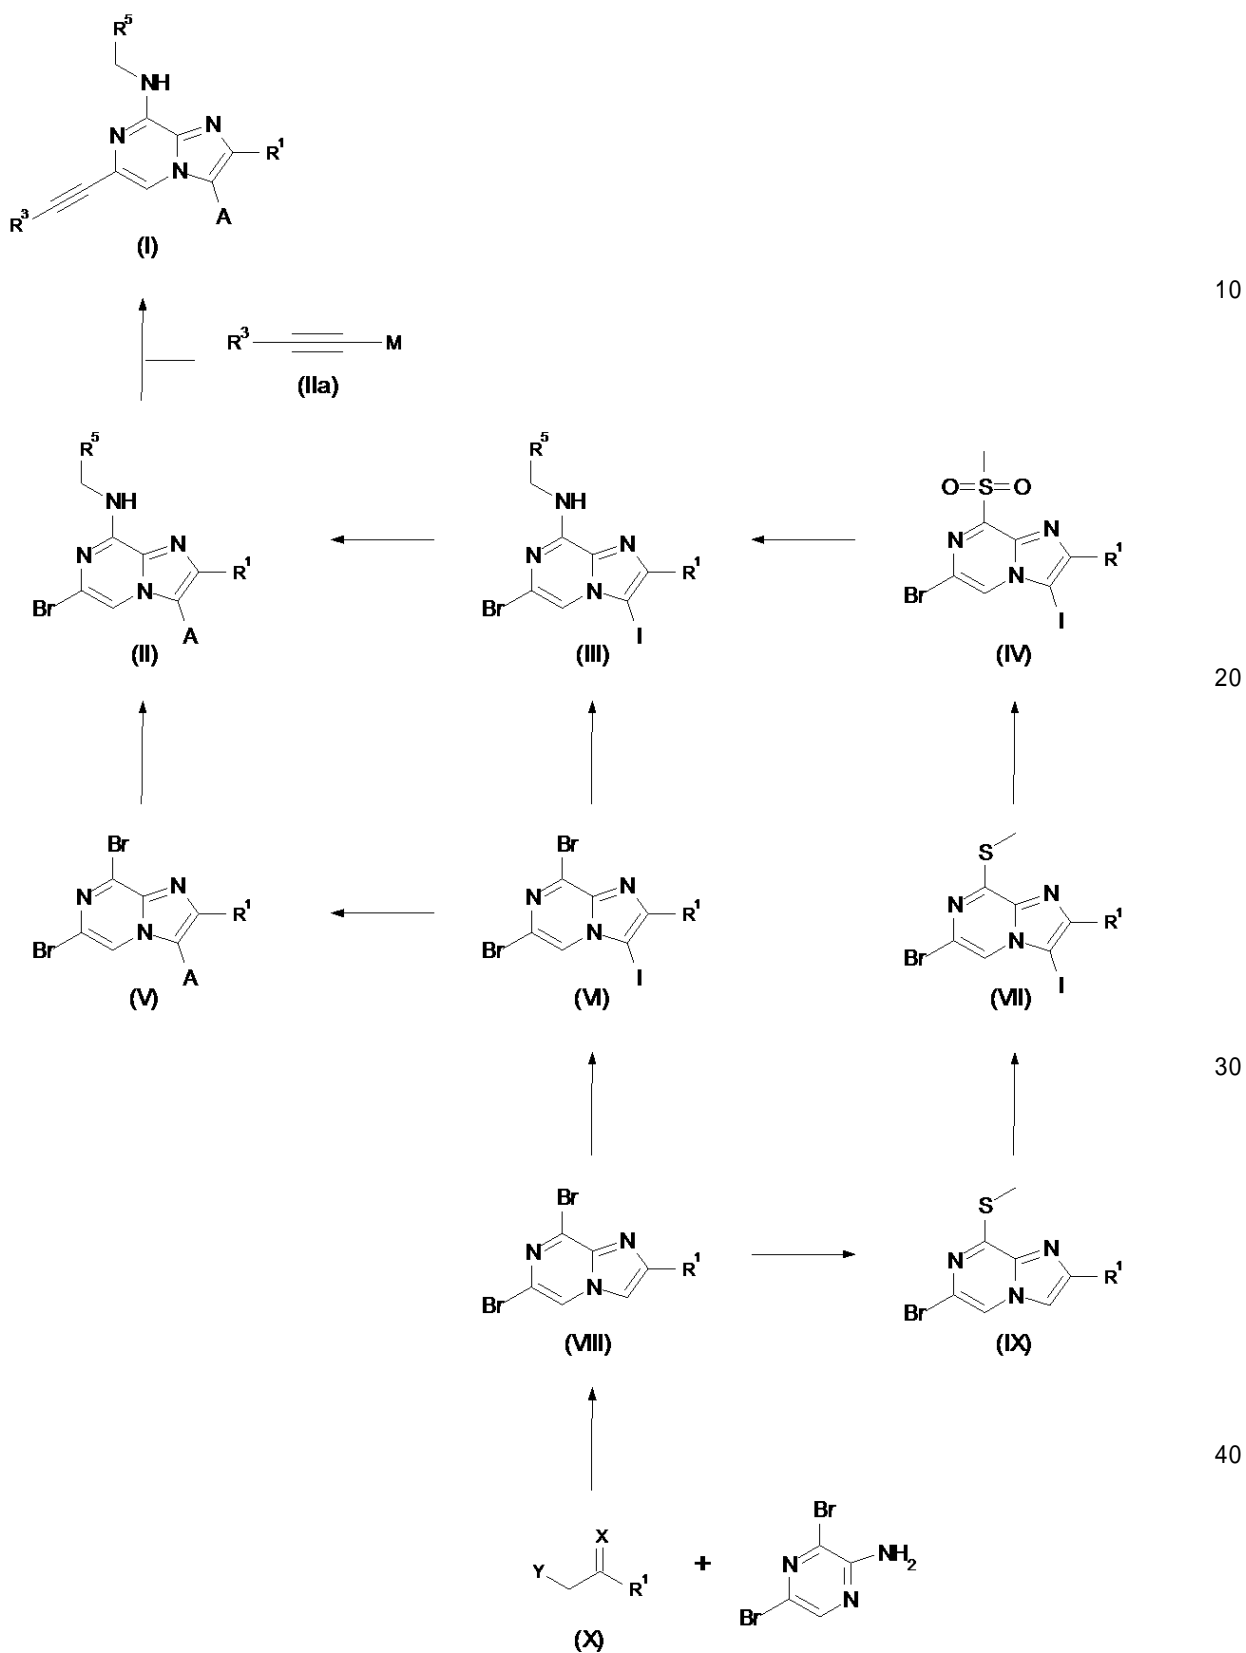 R⁵
NH
N N R¹
N
R³ A
(I)
10
R³ M
(IIa)
R⁵ R⁵
NH NH O=S=O
N N R¹ N N R¹ N N R¹
Br N Br N Br N
A I I
(II) (III) (IV)
20
Br Br S
N N R¹ N N R¹ N N R¹
Br N Br N Br N
A I I
(V) (VI) (VII)
30
Br S
N N R¹ N N R¹
Br N Br N
(VIII) (IX)
40
X Br
Y R¹ + N NH₂
Br N
(X)